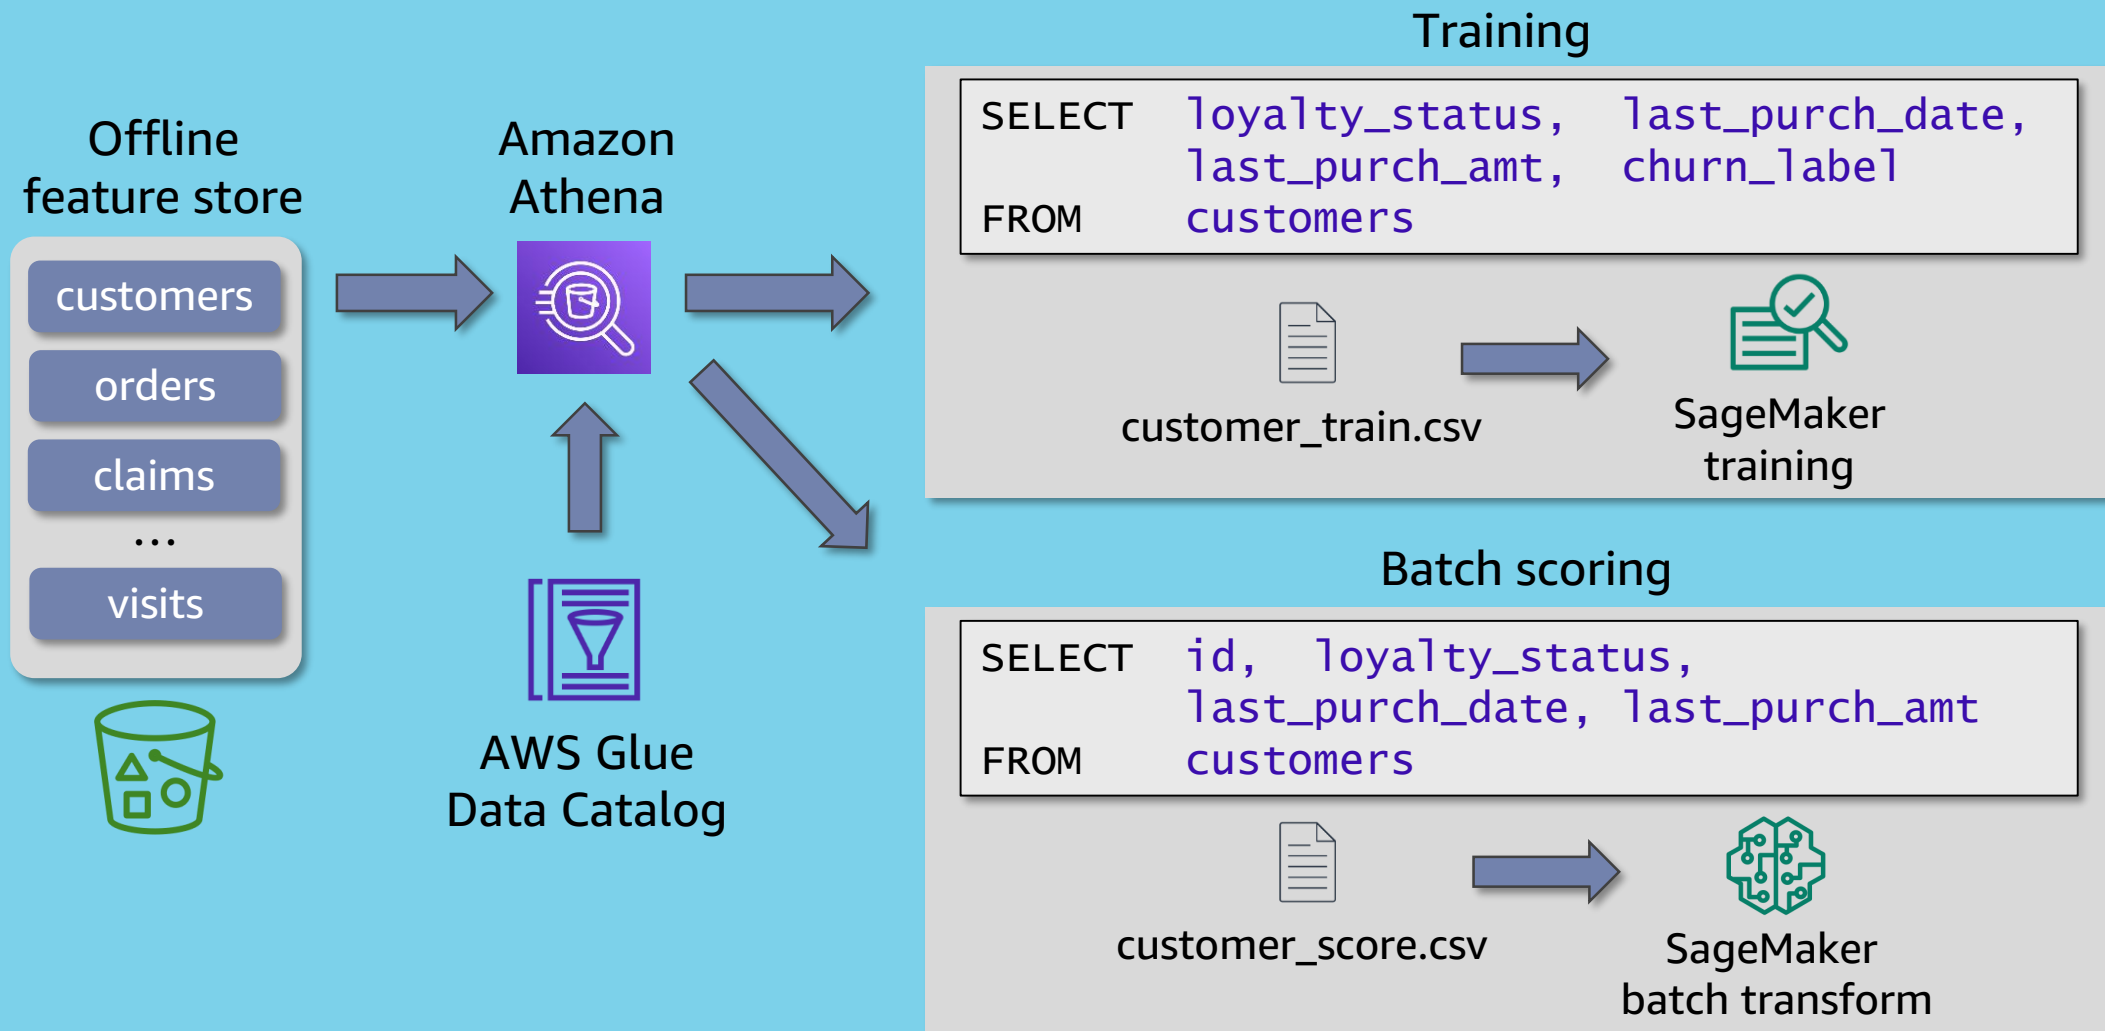 Offline
feature store
customers
orders
claims
...
visits
Amazon
Athena
AWS Glue
Data Catalog
Training
SELECT loyalty_status, last_purch_date,
last_purch_amt, churn_label
FROM customers
customer_train.csv
SageMaker
training
Batch scoring
SELECT id, loyalty_status,
last_purch_date, last_purch_amt
FROM customers
customer_score.csv
SageMaker
batch transform